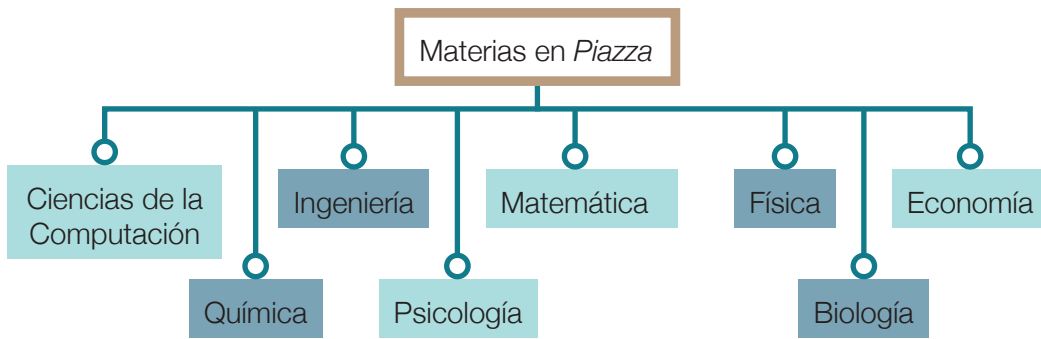 Materias en Piazza
Ciencias de la
Computación
Ingeniería
Matemática
Física
Economía
Química
Psicología
Biología